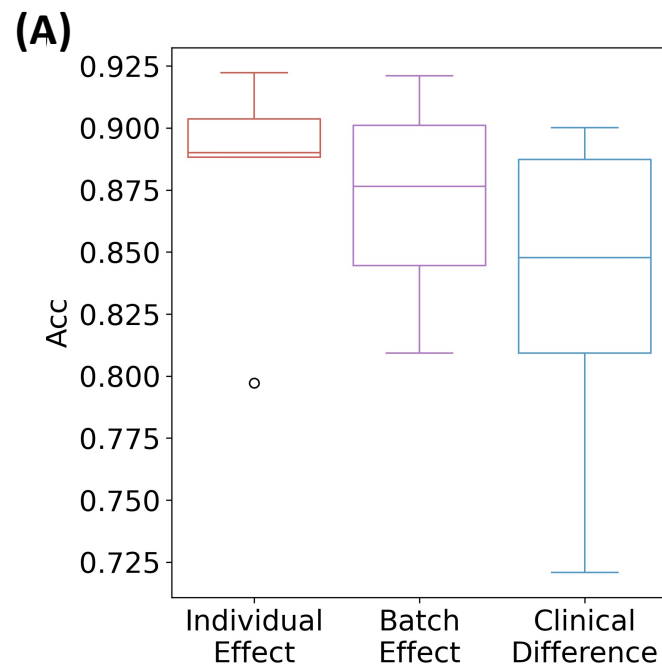 (A)
0.925
0.900
0.875
0.850
0.825
0.800
0.775
0.750
0.725
Acc
Individual Effect
Batch Effect
Clinical Difference